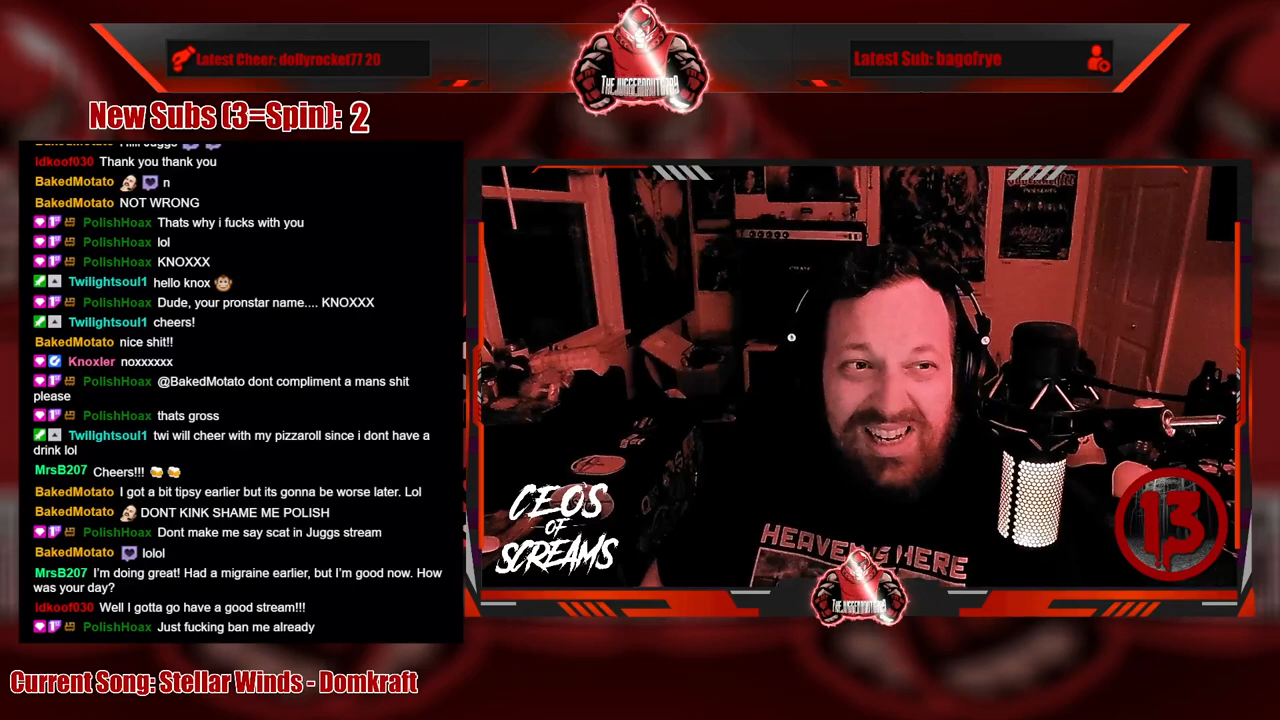 Latest Cheer: dollyrocket77 20
THEJUGGERNAUT0789
Latest Sub: bagofrye
New Subs (3=Spin): 2
idkoof030 Thank you thank you
BakedMotato n
BakedMotato NOT WRONG
PolishHoax Thats why i fucks with you
PolishHoax lol
PolishHoax KNOXXX
Twilightsoul1 hello knox
PolishHoax Dude, your pronstar name.... KNOXXX
Twilightsoul1 cheers!
BakedMotato nice shit!!
Knoxler noxxxxxx
PolishHoax @BakedMotato dont compliment a mans shit
please
PolishHoax thats gross
Twilightsoul1 twi will cheer with my pizzaroll since i dont have a
drink lol
MrsB207 Cheers!!!
BakedMotato I got a bit tipsy earlier but its gonna be worse later. Lol
BakedMotato DONT KINK SHAME ME POLISH
PolishHoax Dont make me say scat in Juggs stream
BakedMotato lolol
MrsB207 I'm doing great! Had a migraine earlier, but I'm good now. How
was your day?
idkoof030 Well I gotta go have a good stream!!!
PolishHoax Just fucking ban me already
CEOS
OF
SCREAMS
HEAVEN IS HERE
13
Current Song: Stellar Winds - Domkraft